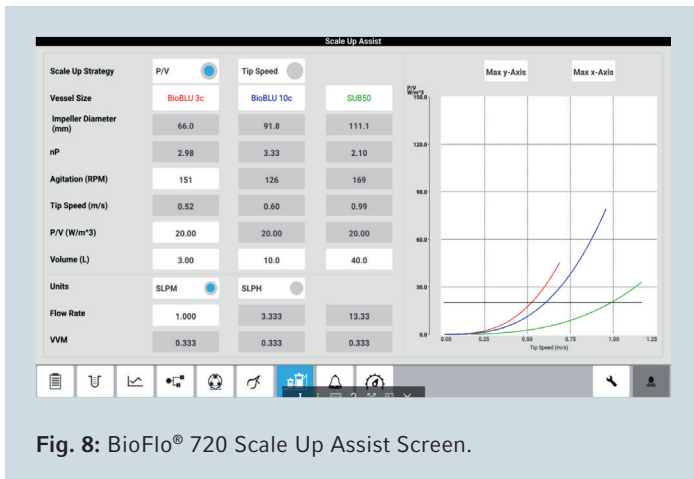 Scale Up Assist
Scale Up Strategy P/V Tip Speed
Vessel Size BioBLU 3c BioBLU 10c SUB50
Impeller Diameter (mm) 66.0 91.8 111.1
nP 2.98 3.33 2.10
Agitation (RPM) 151 126 169
Tip Speed (m/s) 0.52 0.60 0.99
P/V (W/m^3) 20.00 20.00 20.00
Volume (L) 3.00 10.0 40.0
Units SLPM SLPH
Flow Rate 1.000 3.333 13.33
VVM 0.333 0.333 0.333
Max y-Axis Max x-Axis
P/V
W/m^3
150.0
120.0
90.0
60.0
30.0
0.0
0.00 0.25 0.50 0.75 1.00 1.25
Tip Speed (m/s)
Fig. 8: BioFlo® 720 Scale Up Assist Screen.